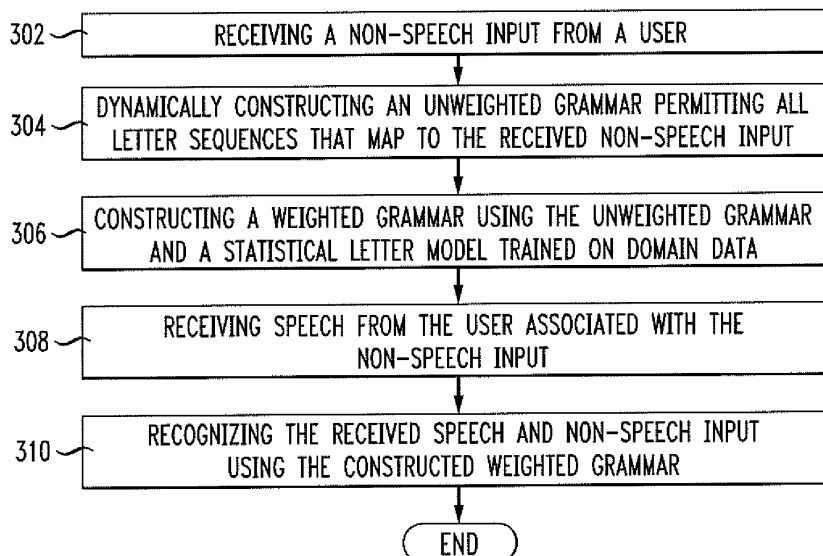 302 RECEIVING A NON-SPEECH INPUT FROM A USER
304 DYNAMICALLY CONSTRUCTING AN UNWEIGHTED GRAMMAR PERMITTING ALL
LETTER SEQUENCES THAT MAP TO THE RECEIVED NON-SPEECH INPUT
306 CONSTRUCTING A WEIGHTED GRAMMAR USING THE UNWEIGHTED GRAMMAR
AND A STATISTICAL LETTER MODEL TRAINED ON DOMAIN DATA
308 RECEIVING SPEECH FROM THE USER ASSOCIATED WITH THE
NON-SPEECH INPUT
310 RECOGNIZING THE RECEIVED SPEECH AND NON-SPEECH INPUT
USING THE CONSTRUCTED WEIGHTED GRAMMAR
END